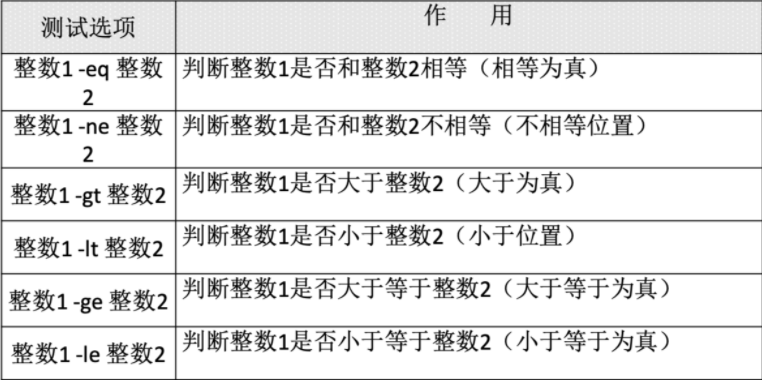 测试选项
作 用
整数1 -eq 整数
2
判断整数1是否和整数2相等（相等为真）
整数1 -ne 整数
2
判断整数1是否和整数2不相等（不相等位置）
整数1 -gt 整数2
判断整数1是否大于整数2（大于为真）
整数1 -lt 整数2
判断整数1是否小于整数2（小于位置）
整数1 -ge 整数2
判断整数1是否大于等于整数2（大于等于为真）
整数1 -le 整数2
判断整数1是否小于等于整数2（小于等于为真）